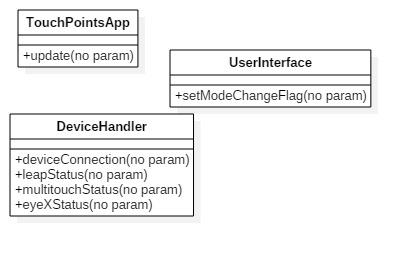 TouchPointsApp
+update(no param)
UserInterface
+setModeChangeFlag(no param)
DeviceHandler
+deviceConnection(no param)
+leapStatus(no param)
+multitouchStatus(no param)
+eyeXStatus(no param)